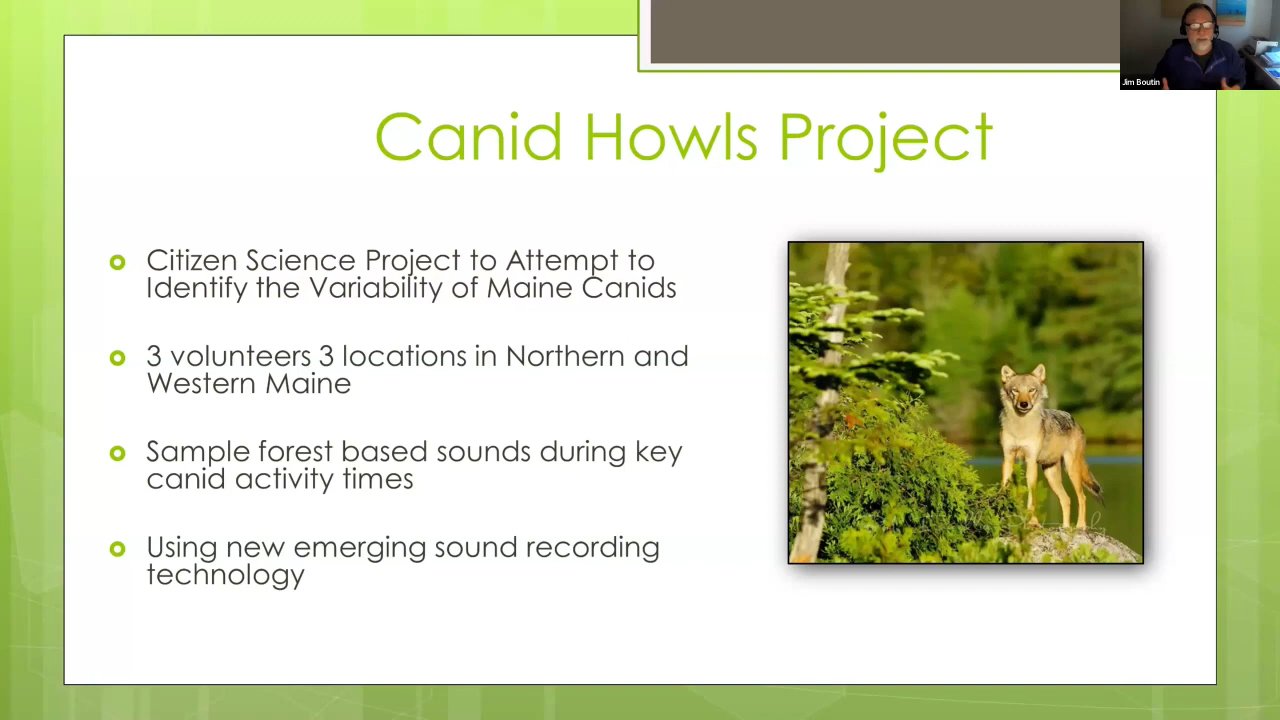 Jim Boutin
Canid Howls Project
Citizen Science Project to Attempt to
Identify the Variability of Maine Canids
3 volunteers 3 locations in Northern and
Western Maine
Sample forest based sounds during key
canid activity times
Using new emerging sound recording
technology